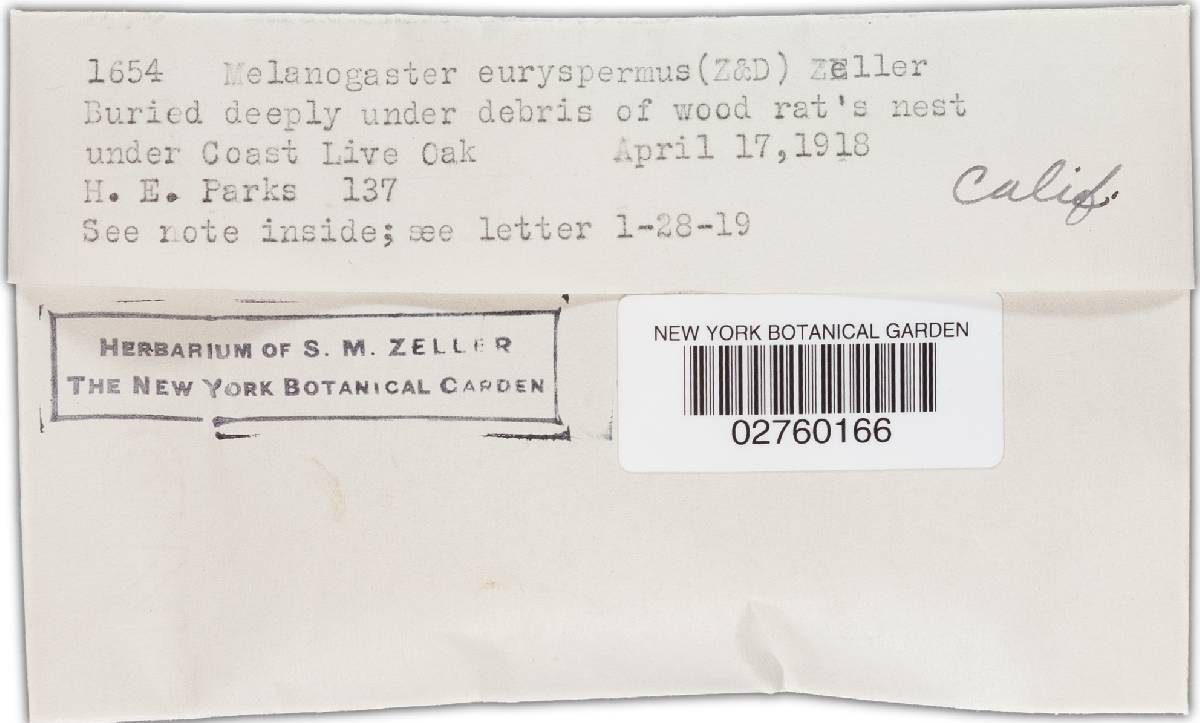 1654 Melanogaster euryspermus(Z&D) Zeller
Buried deeply under debris of wood rat's nest
under Coast Live Oak April 17,1918
H. E. Parks 137
Calif.
See note inside; see letter 1-28-19
HERBARIUM OF S. M. ZELLER
THE NEW YORK BOTANICAL GARDEN
NEW YORK BOTANICAL GARDEN
02760166